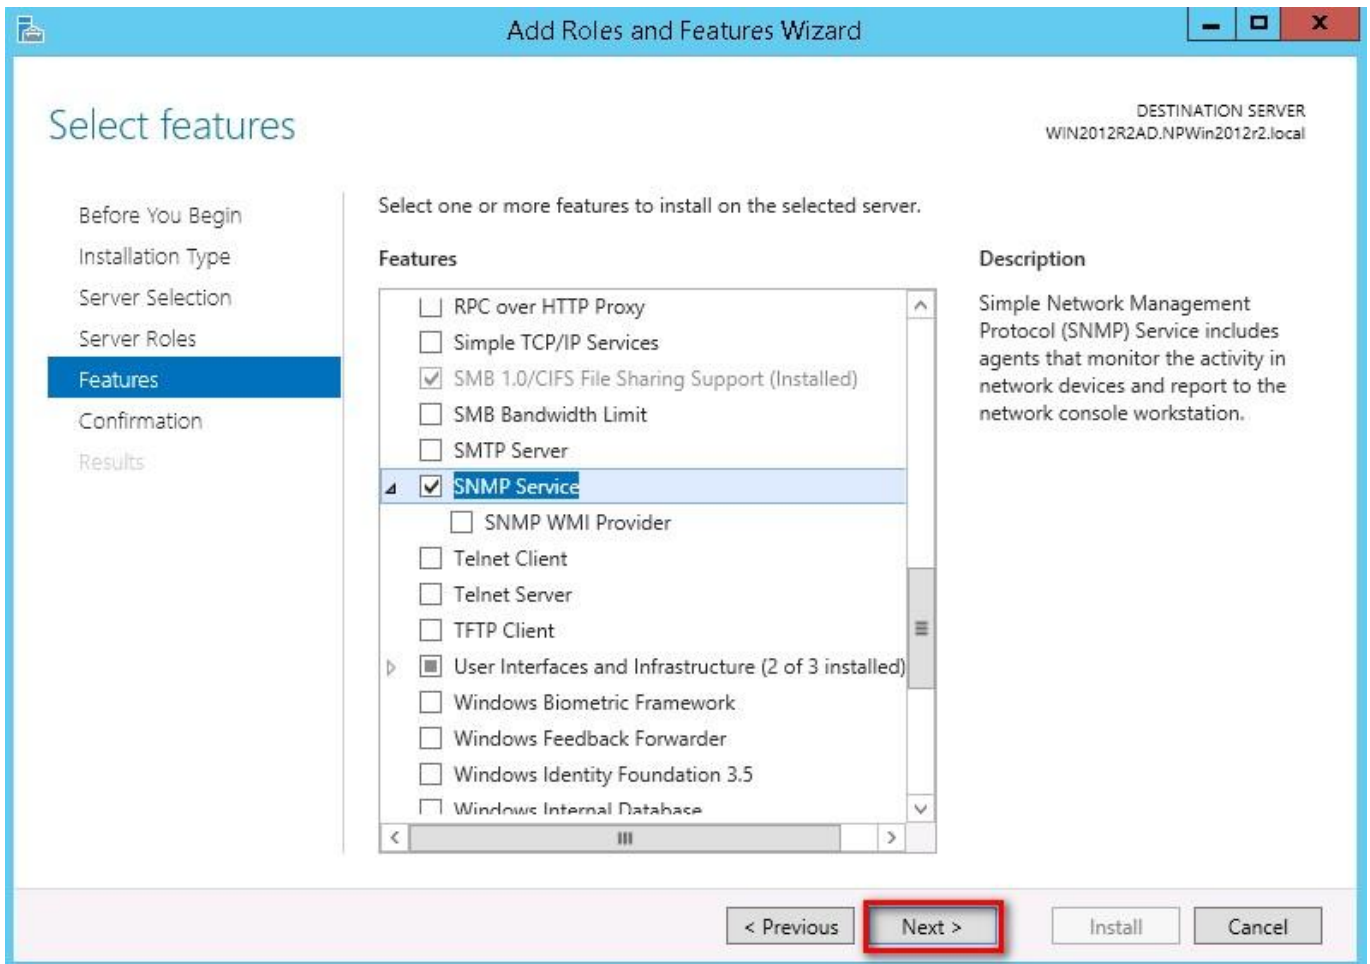 Add Roles and Features Wizard
Select features
DESTINATION SERVER
WIN2012R2AD.NPWin2012r2.local
Before You Begin
Installation Type
Server Selection
Server Roles
Features
Confirmation
Results
Select one or more features to install on the selected server.
Features
RPC over HTTP Proxy
Simple TCP/IP Services
SMB 1.0/CIFS File Sharing Support (Installed)
SMB Bandwidth Limit
SMTP Server
SNMP Service
SNMP WMI Provider
Telnet Client
Telnet Server
TFTP Client
User Interfaces and Infrastructure (2 of 3 installed)
Windows Biometric Framework
Windows Feedback Forwarder
Windows Identity Foundation 3.5
Windows Internal Database
Description
Simple Network Management
Protocol (SNMP) Service includes
agents that monitor the activity in
network devices and report to the
network console workstation.
< Previous
Next >
Install
Cancel